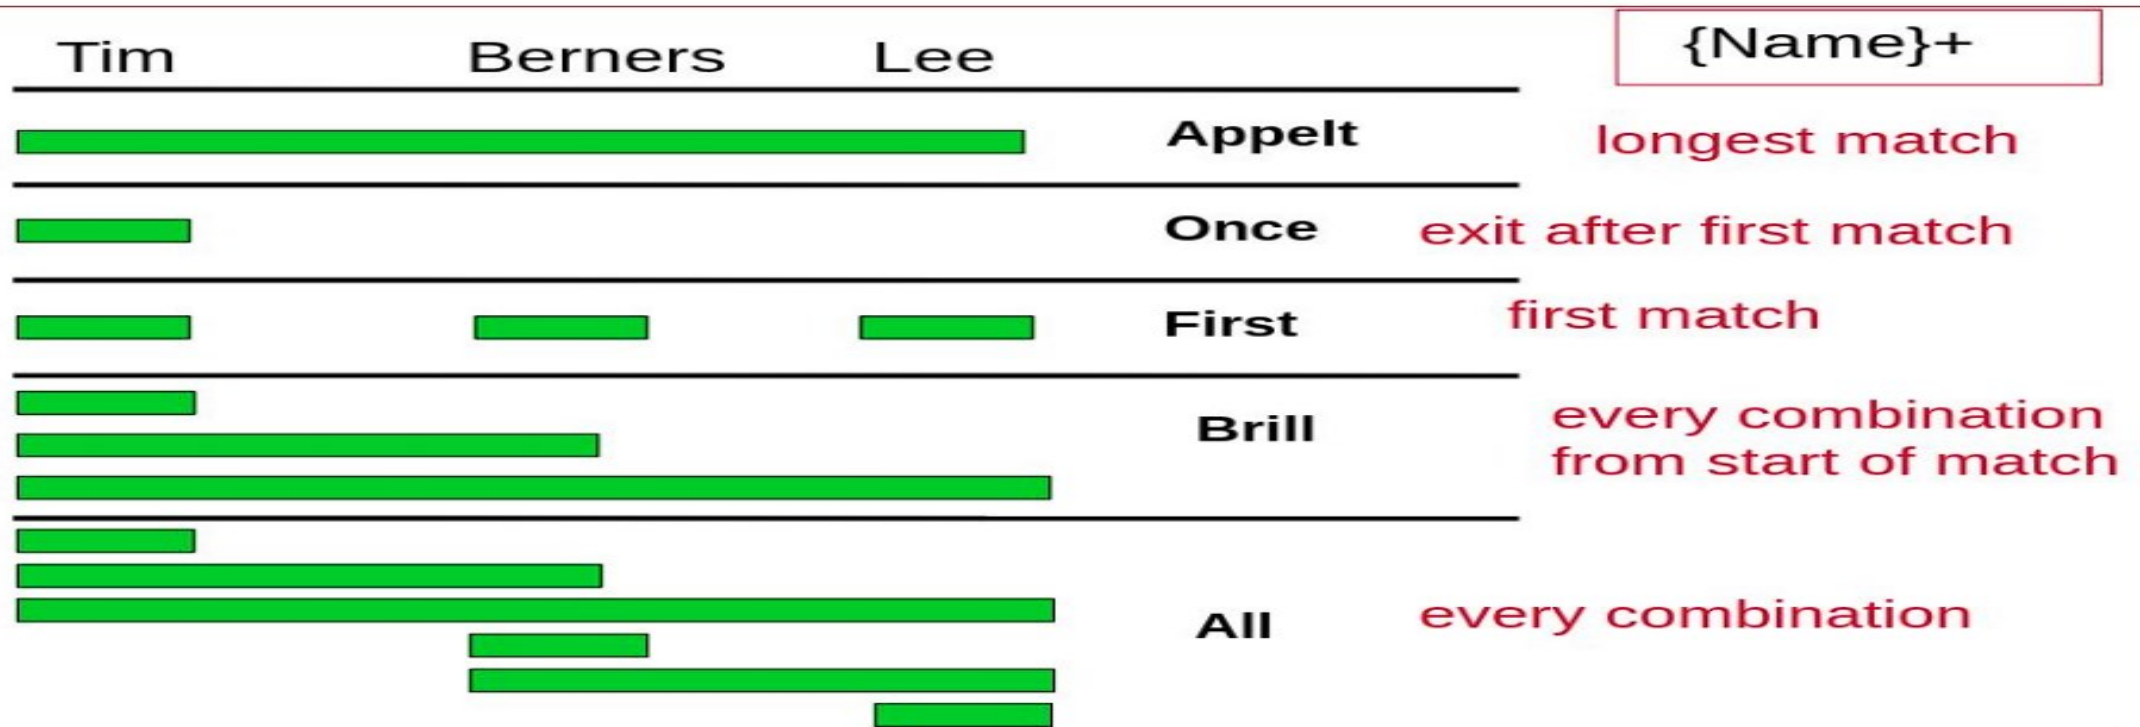 Tim Berners Lee {Name}+
Appelt longest match
Once exit after first match
First first match
Brill every combination
from start of match
All every combination